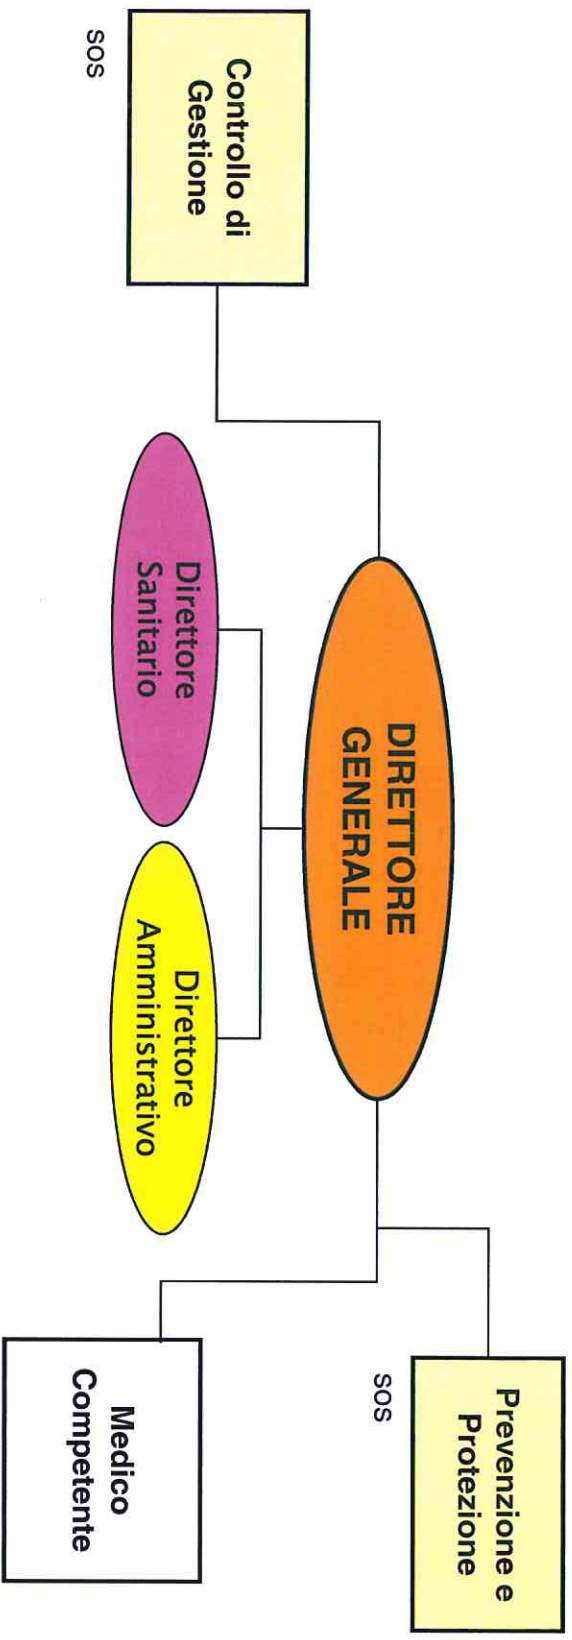 DIRETTORE
GENERALE
Controllo di
Gestione
SOS
Prevenzione e
Protezione
SOS
Direttore
Sanitario
Direttore
Amministrativo
Medico
Competente